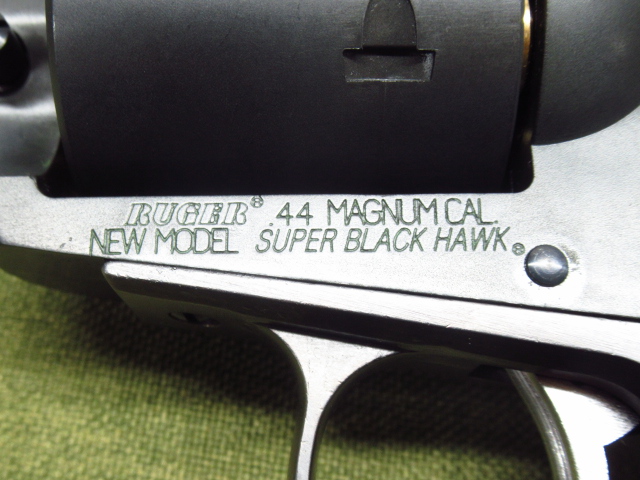 RUGER® .44 MAGNUM CAL.
NEW MODEL SUPER BLACK HAWK®